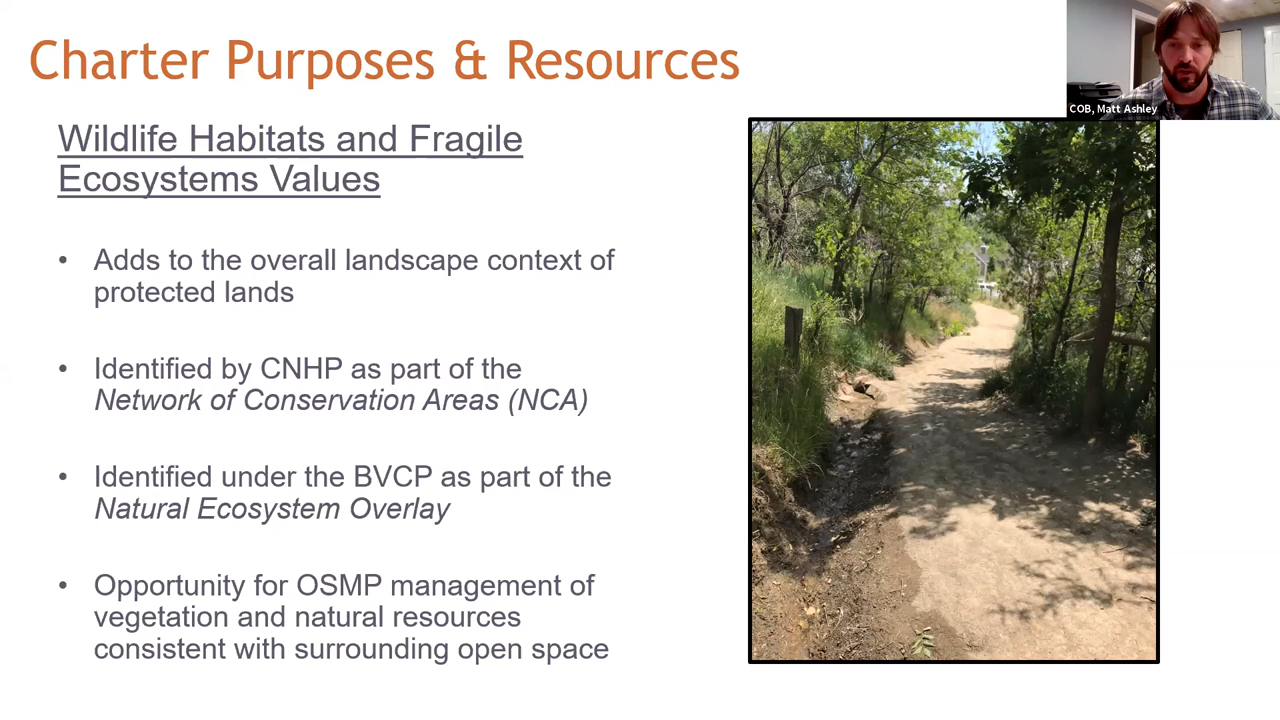 Charter Purposes & Resources
COB, Matt Ashley
Wildlife Habitats and Fragile
Ecosystems Values
• Adds to the overall landscape context of
protected lands
• Identified by CNHP as part of the
Network of Conservation Areas (NCA)
• Identified under the BVCP as part of the
Natural Ecosystem Overlay
• Opportunity for OSMP management of
vegetation and natural resources
consistent with surrounding open space